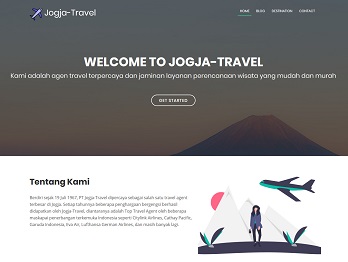 Jogja-Travel
HOME BLOG DESTINATION CONTACT
WELCOME TO JOGJA-TRAVEL
Kami adalah agen travel terpercaya dan jaminan layanan perencanaan wisata yang mudah dan murah
GET STARTED
Tentang Kami
Berdiri sejak 19 Juli 1967, PT Jogja Travel dipercaya sebagai salah satu travel agent
terbesar di Jogja. Setiap tahunnya beberapa penghargaan bergengsi berhasil
didapatkan oleh Jogja Travel, diantaranya adalah Top Travel Agent oleh beberapa
maskapai penerbangan terkemuka Indonesia seperti Citylink Airlines, Cathay Pacific,
Garuda Indonesia, Eva Air, Lufthansa German Airlines, dan masih banyak lagi.